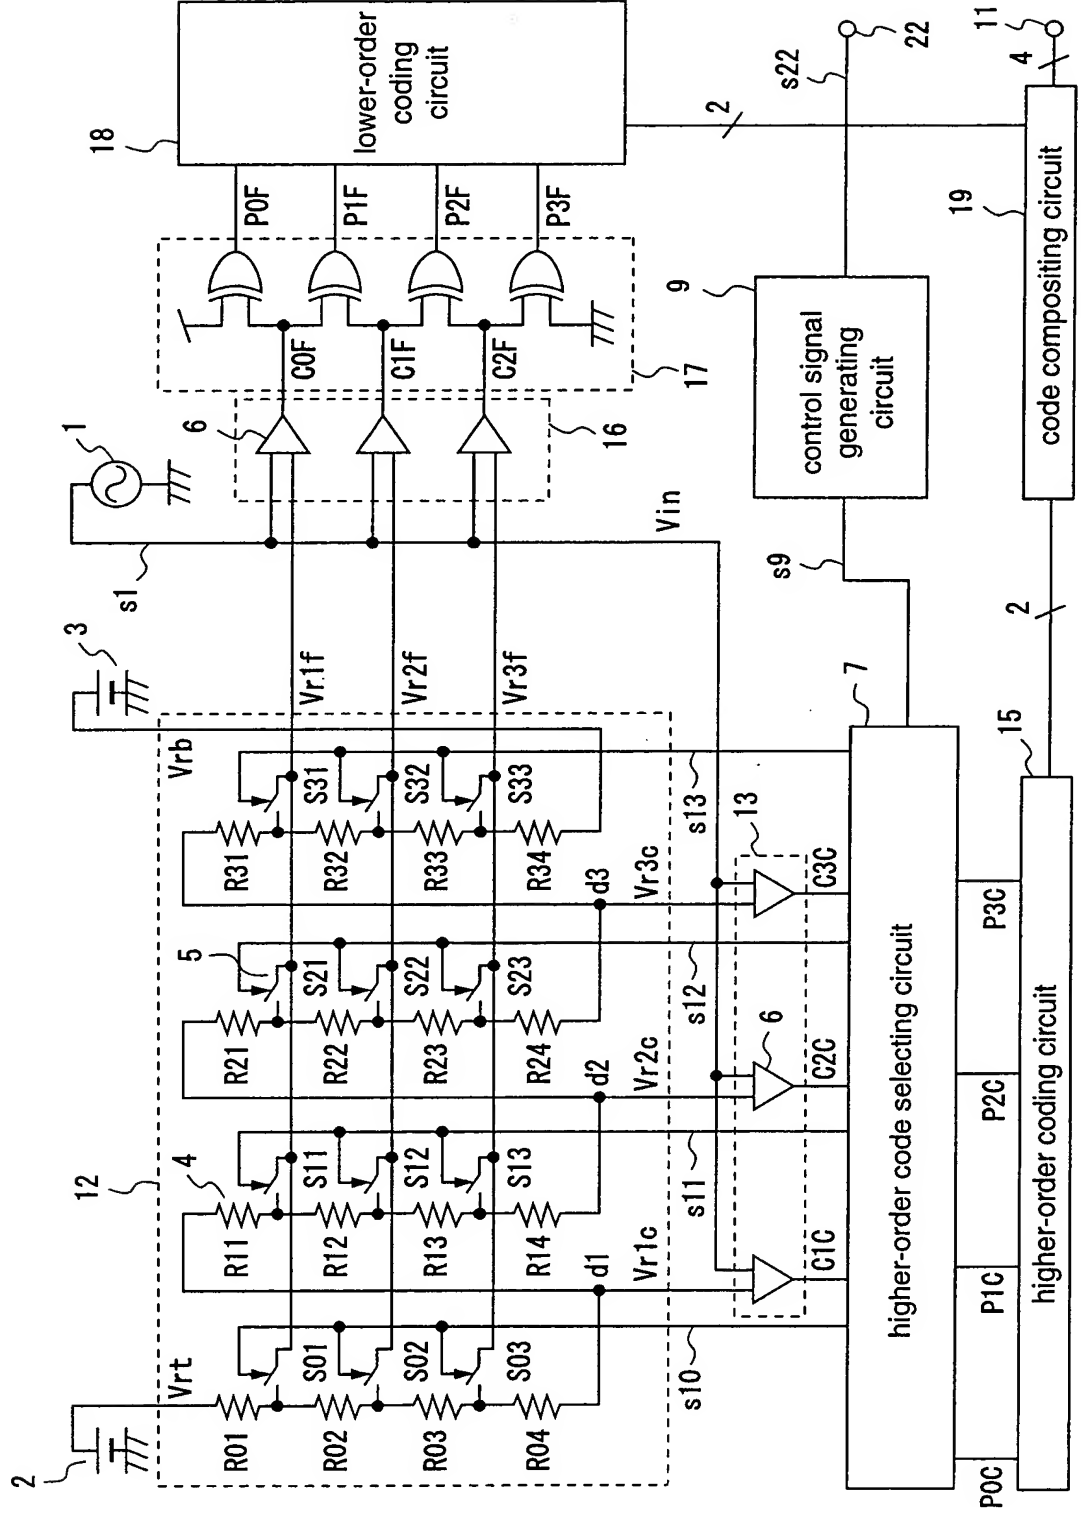 2
Vrt
12
R01
R02
R03
R04
S01
S02
S03
d1
Vr1c
4
R11
R12
R13
R14
S11
S12
S13
d2
Vr2c
5
R21
R22
R23
R24
S21
S22
S23
d3
Vr3c
Vrb
3
R31
R32
R33
R34
S31
S32
S33
Vr1f
Vr2f
Vr3f
s1
1
Vin
6
16
C0F
C1F
C2F
17
P0F
P1F
P2F
P3F
18
lower-order
coding
circuit
2
s10
s11
s12
s13
13
6
C1C
C2C
C3C
7
higher-order code selecting circuit
s9
9
control signal
generating
circuit
s22
22
P0C
P1C
P2C
P3C
15
higher-order coding circuit
2
19
code compositing circuit
4
11